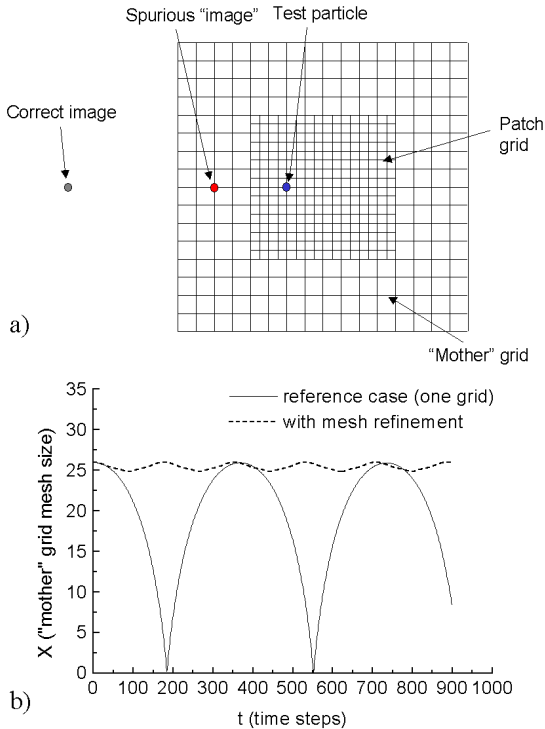 Spurious “image”
Test particle
Correct image
Patch
grid
a)
“Mother” grid
35
30
25
20
15
10
5
0
X ("mother" grid mesh size)
reference case (one grid)
with mesh refinement
0 100 200 300 400 500 600 700 800 900 1000
b)
t (time steps)